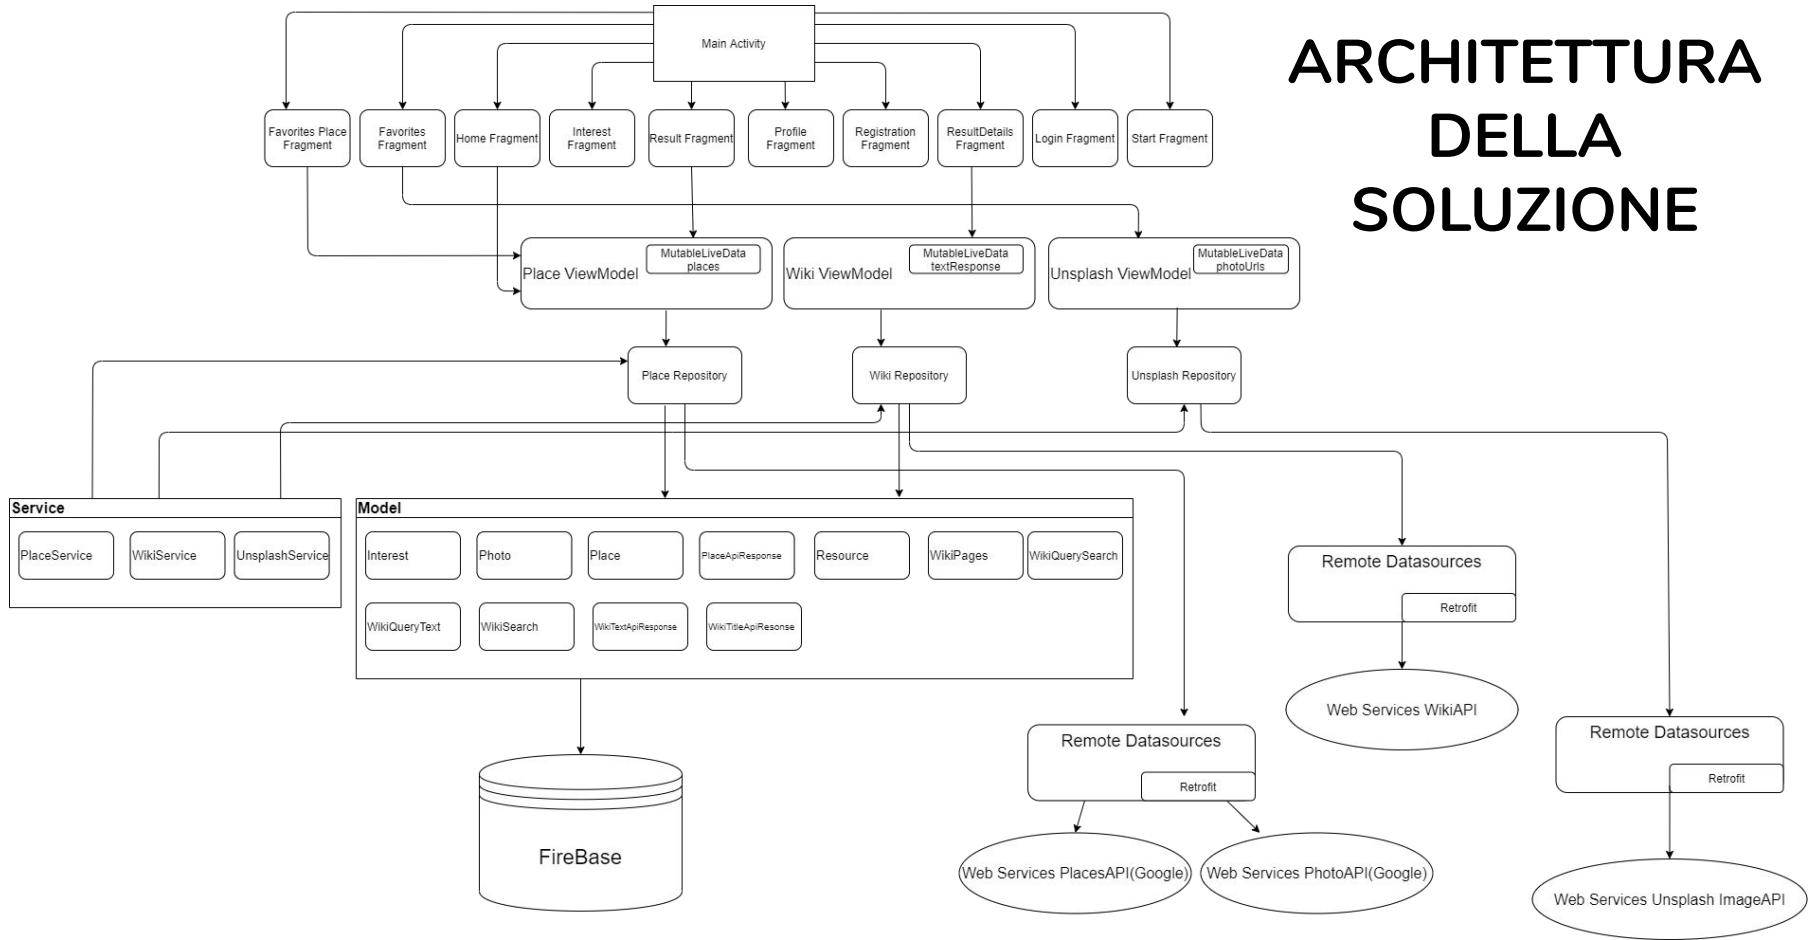 ARCHITETTURA
DELLA
SOLUZIONE
Main Activity
Favorites Place
Fragment
Favorites
Fragment
Home Fragment
Interest
Fragment
Result Fragment
Profile
Fragment
Registration
Fragment
ResultDetails
Fragment
Login Fragment
Start Fragment
Place ViewModel
MutableLiveData
places
Wiki ViewModel
MutableLiveData
textResponse
Unsplash ViewModel
MutableLiveData
photoUrls
Place Repository
Wiki Repository
Unsplash Repository
Service
PlaceService
WikiService
UnsplashService
Model
Interest
Photo
Place
PlaceApiResponse
Resource
WikiPages
WikiQuerySearch
WikiQueryText
WikiSearch
WikiTextApiResponse
WikiTitleApiResonse
Remote Datasources
Retrofit
Web Services WikiAPI
Remote Datasources
Retrofit
Remote Datasources
Retrofit
FireBase
Web Services PlacesAPI(Google)
Web Services PhotoAPI(Google)
Web Services Unsplash ImageAPI